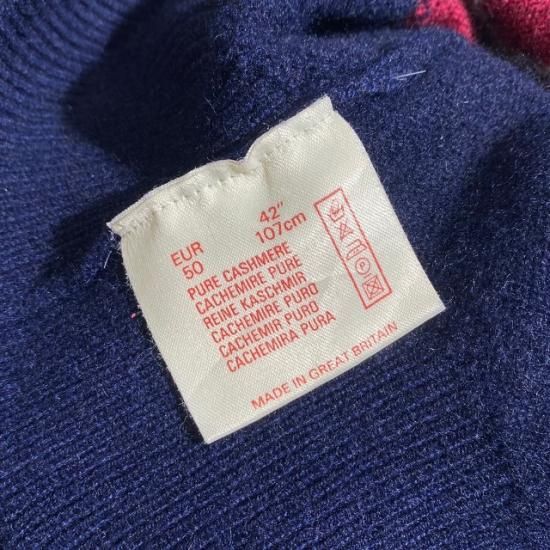 EUR 42"
50 107cm
PURE CASHMERE
CACHEMIRE PURE
REINE KASCHMIR
CACHEMIRE PURO
CACHEMIR PURO
CACHEMIRA PURA
MADE IN GREAT BRITAIN
P